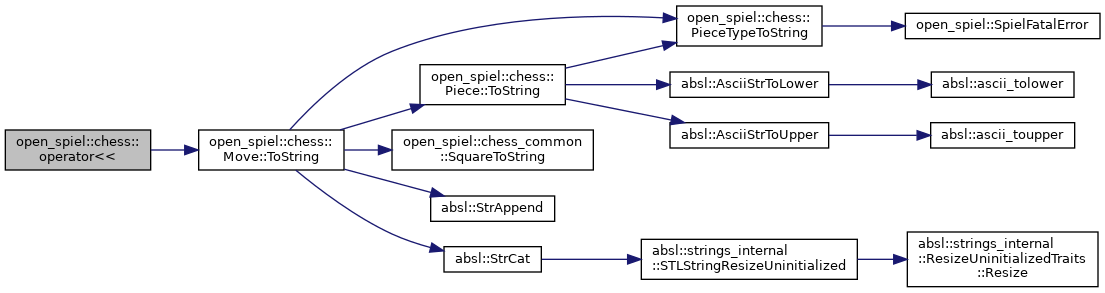 open_spiel::chess::
operator<<
open_spiel::chess::
Move::ToString
open_spiel::chess::
PieceTypeToString
open_spiel::SpielFatalError
open_spiel::chess::
Piece::ToString
absl::AsciiStrToLower
absl::ascii_tolower
absl::AsciiStrToUpper
absl::ascii_toupper
open_spiel::chess_common
::SquareToString
absl::StrAppend
absl::StrCat
absl::strings_internal
::STLStringResizeUninitialized
absl::strings_internal
::ResizeUninitializedTraits
::Resize